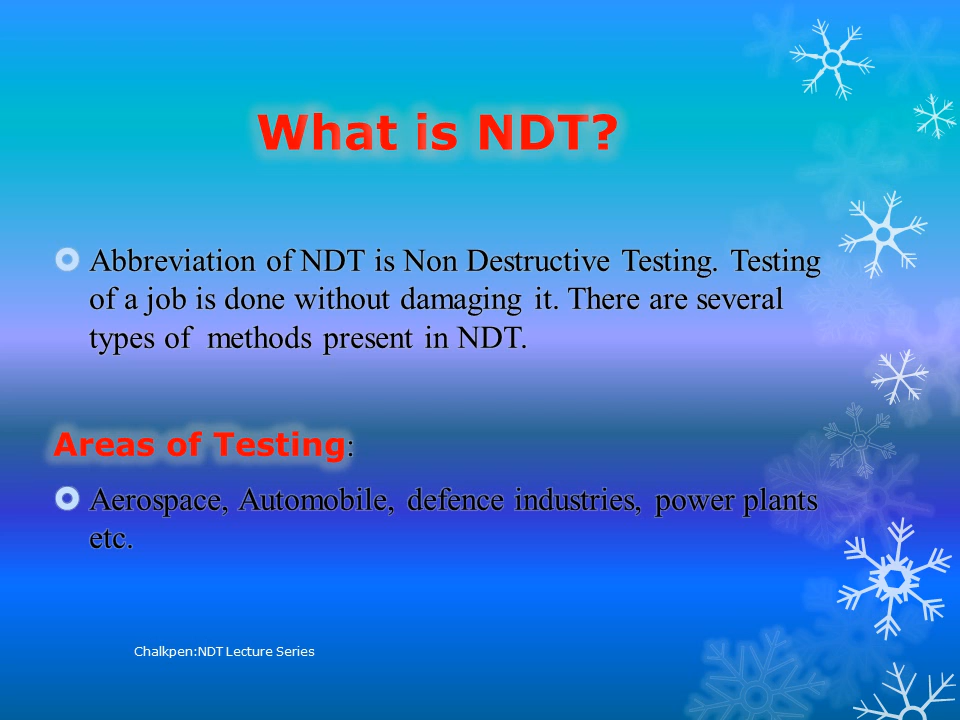 What is NDT?
Abbreviation of NDT is Non Destructive Testing. Testing
of a job is done without damaging it. There are several
types of  methods present in NDT.
Areas of Testing:
Aerospace, Automobile, defence industries, power plants
etc.
Chalkpen:NDT Lecture Series